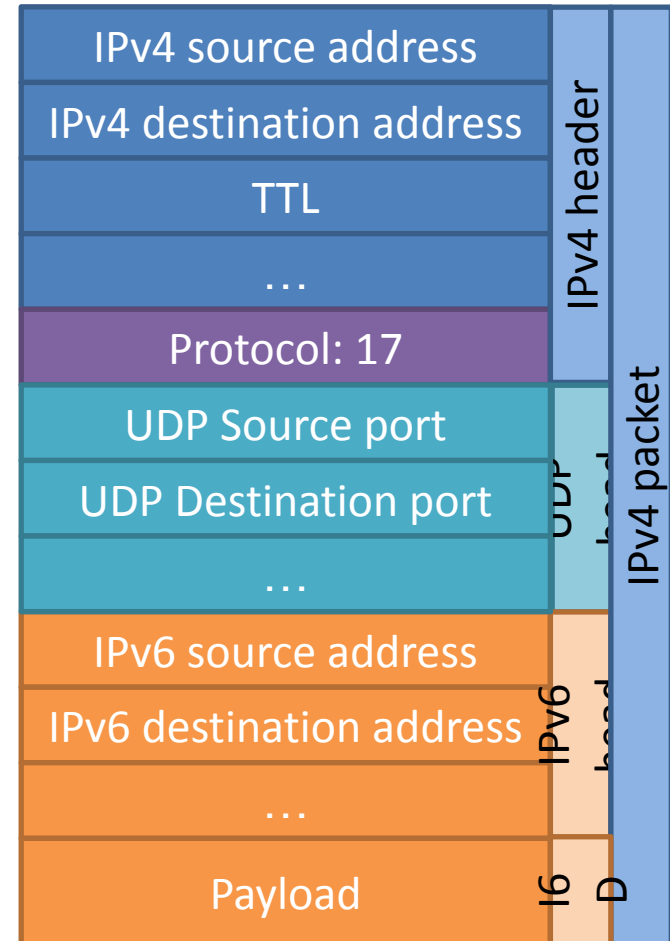 IPv4 source address
IPv4 destination address
TTL
...
Protocol: 17
UDP Source port
UDP Destination port
...
IPv6 source address
IPv6 destination address
...
Payload
IPv4 header
UDP
IPv6
I6
D
IPv4 packet